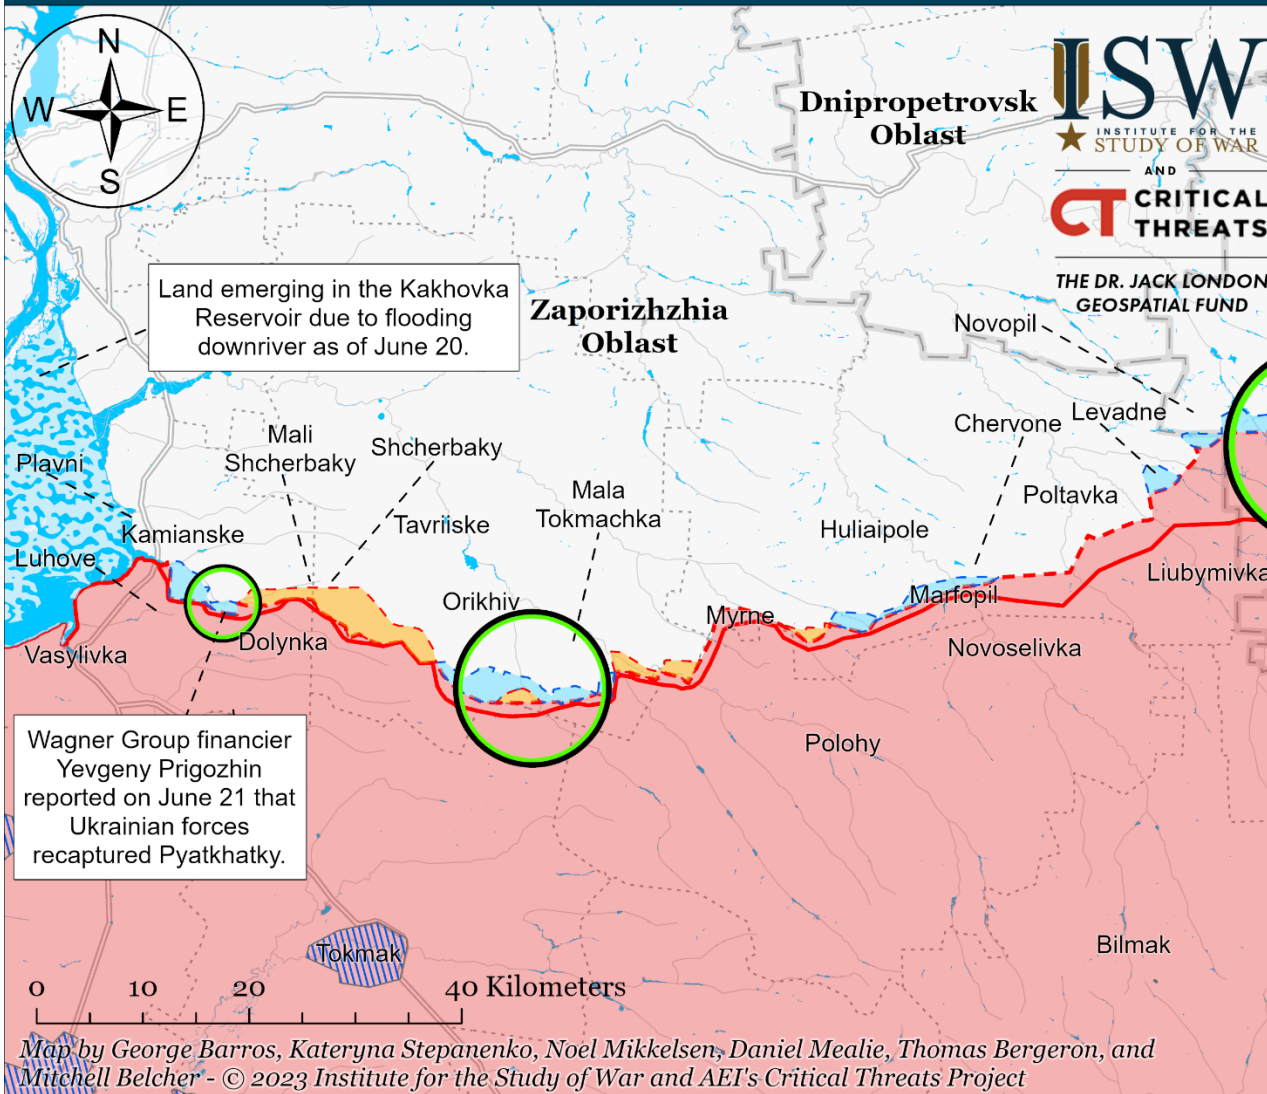 N
W
E
S
Dnipropetrovsk
Oblast
ISW
INSTITUTE FOR THE
STUDY OF WAR
AND
CT CRITICAL
THREATS
THE DR. JACK LONDON
GEOSPATIAL FUND
Land emerging in the Kakhovka
Reservoir due to flooding
downriver as of June 20.
Zaporizhzhia
Oblast
Novopil
Levadne
Chervone
Mali
Shcherbaky
Shcherbaky
Plavni
Mala
Tokmachka
Poltavka
Tavriiske
Huliaipole
Kamianske
Luhove
Liubymivka
Orikhiv
Marfopil
Myrne
Dolynka
Novoselivka
Vasylivka
Polohy
Wagner Group financier
Yevgeny Prigozhin
reported on June 21 that
Ukrainian forces
recaptured Pyatkhatky.
Tokmak
Bilmak
0 10 20 40 Kilometers
Map by George Barros, Kateryna Stepanenko, Noel Mikkelsen, Daniel Mealie, Thomas Bergeron, and
Mitchell Belcher - © 2023 Institute for the Study of War and AEI's Critical Threats Project